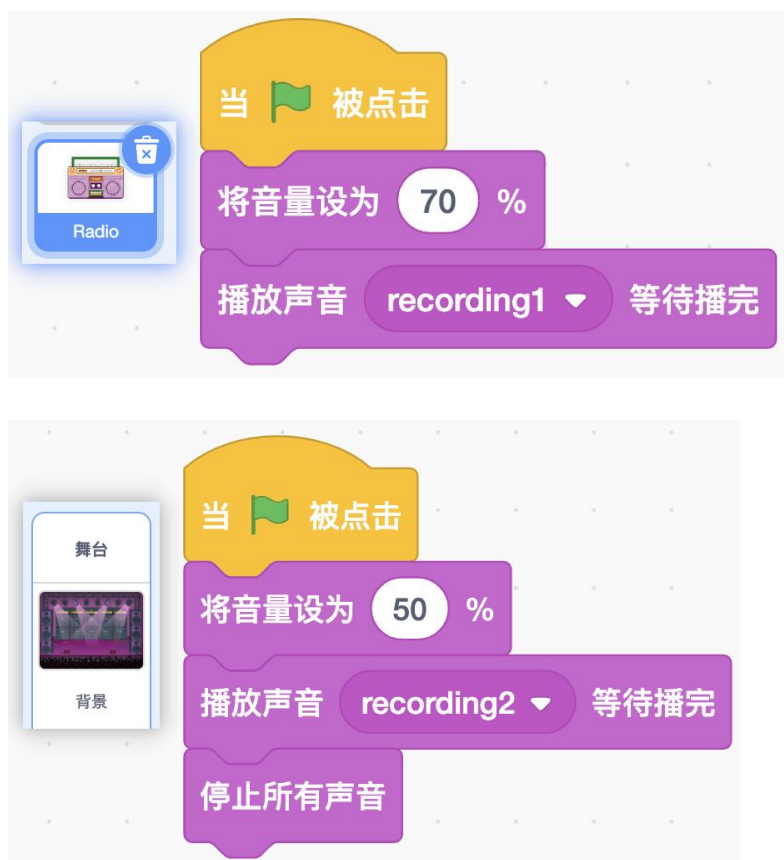 当 被点击
将音量设为 70 %
播放声音 recording1 等待播完
Radio
当 被点击
将音量设为 50 %
播放声音 recording2 等待播完
停止所有声音
舞台
背景